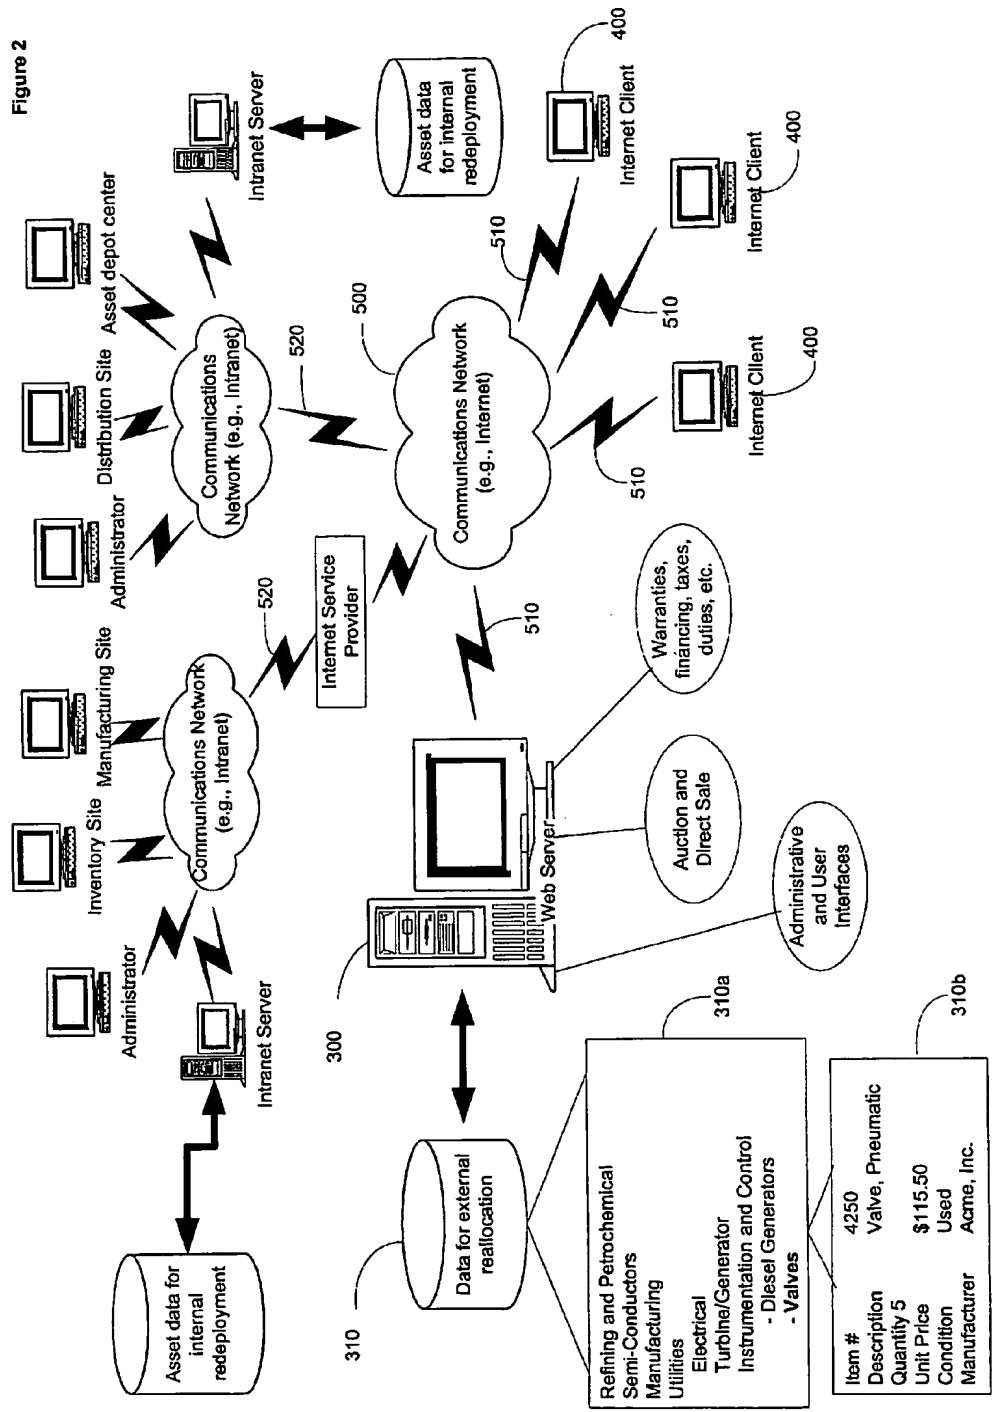 Figure 2
Administrator
Inventory Site
Manufacturing Site
Administrator
Distribution Site
Asset depot center
Asset data for
internal
redeployment
Intranet Server
Communications Network
(e.g., Intranet)
520
Internet Service
Provider
Communications
Network (e.g., Intranet)
520
Intranet Server
Asset data
for internal
redeployment
300
Web Server
510
Communications Network
(e.g., Internet)
500
510
400
Internet Client
510
400
Internet Client
510
400
Internet Client
310
Data for external
reallocation
Administrative
and User
Interfaces
Auction and
Direct Sale
Warranties,
financing, taxes,
duties, etc.
310a
Refining and Petrochemical
Semi-Conductors
Manufacturing
Utilities
Electrical
Turbine/Generator
Instrumentation and Control
- Diesel Generators
- Valves
310b
Item # 4250
Description Valve, Pneumatic
Quantity 5
Unit Price $115.50
Condition Used
Manufacturer Acme, Inc.